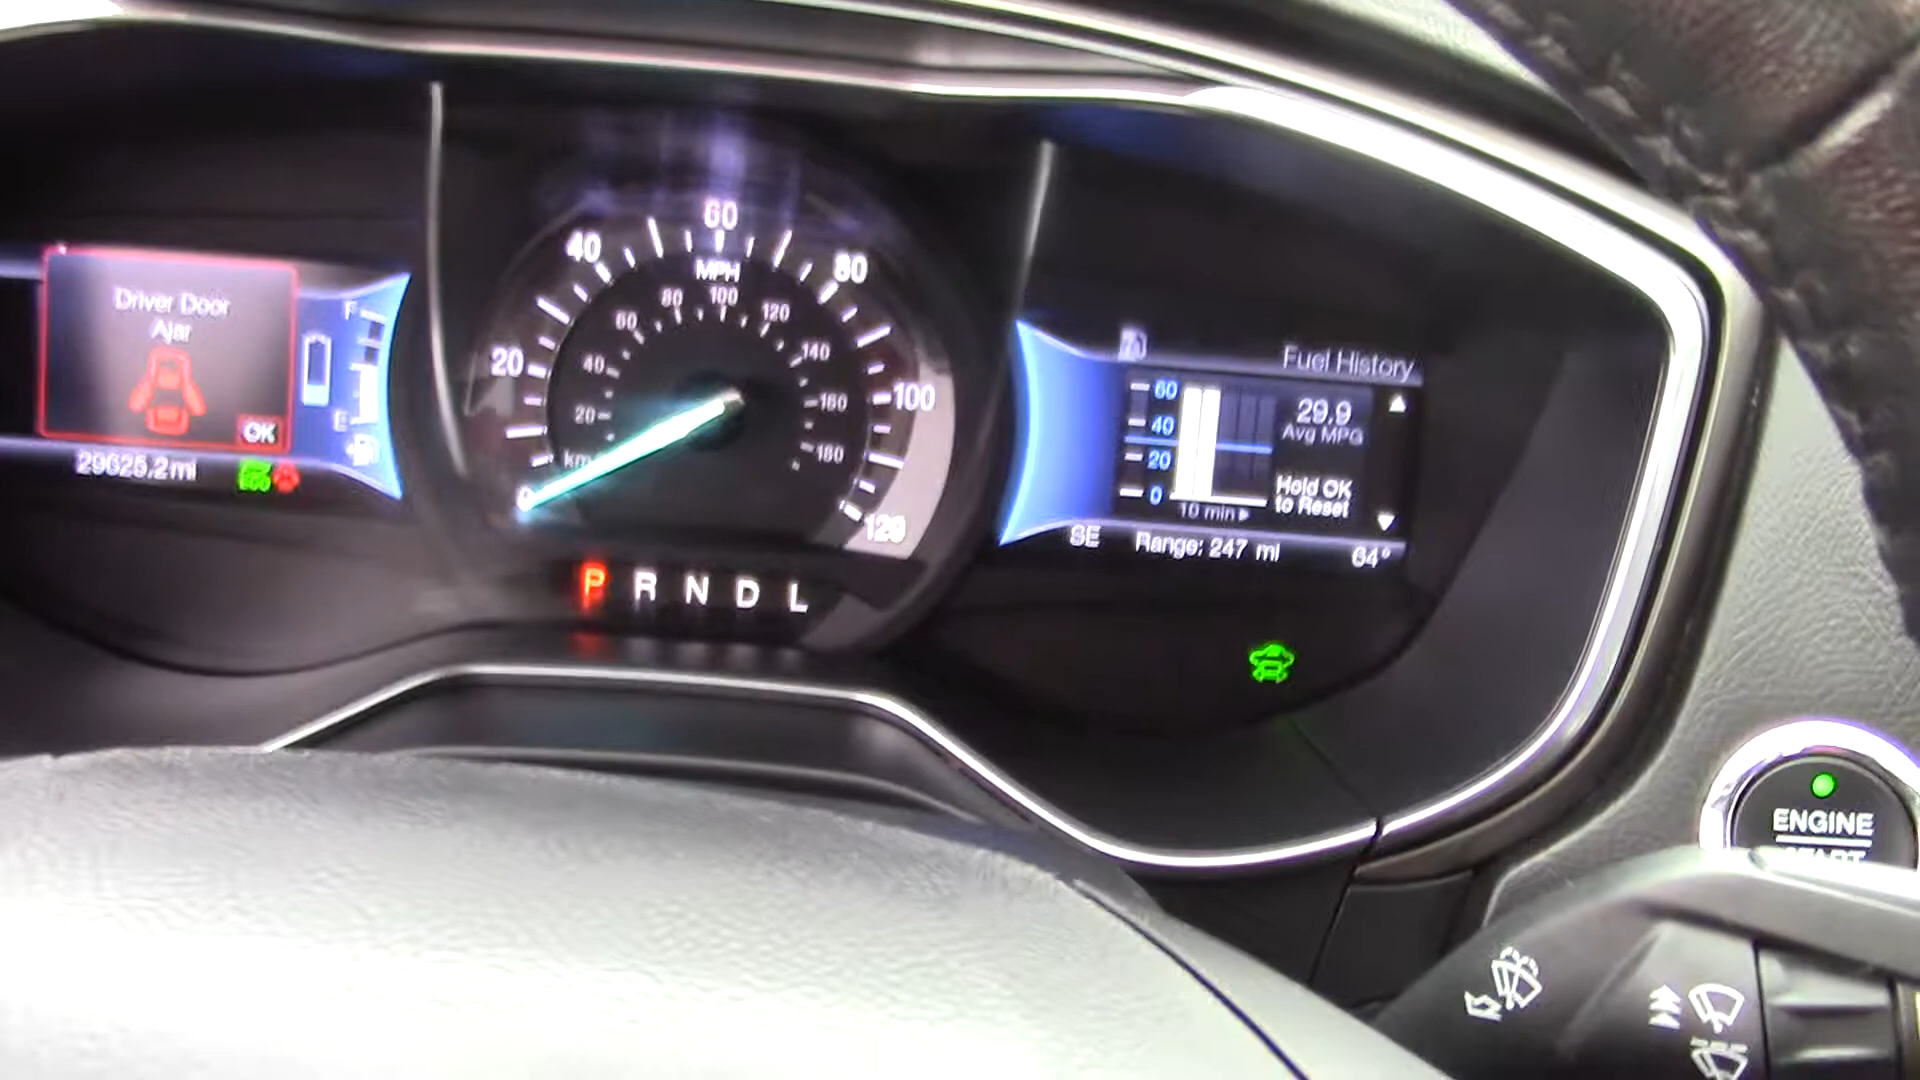 Driver Door
Ajar
OK
F
E
29625.2mi
0
20
40
60
80
100
120
MPH
20
40
60
80
100
120
140
160
180
P R N D L
Fuel History
60
40
20
0
29.9
Avg MPG
Hold OK
to Reset
10 min
SE
Range: 247 mi
64°
ENGINE